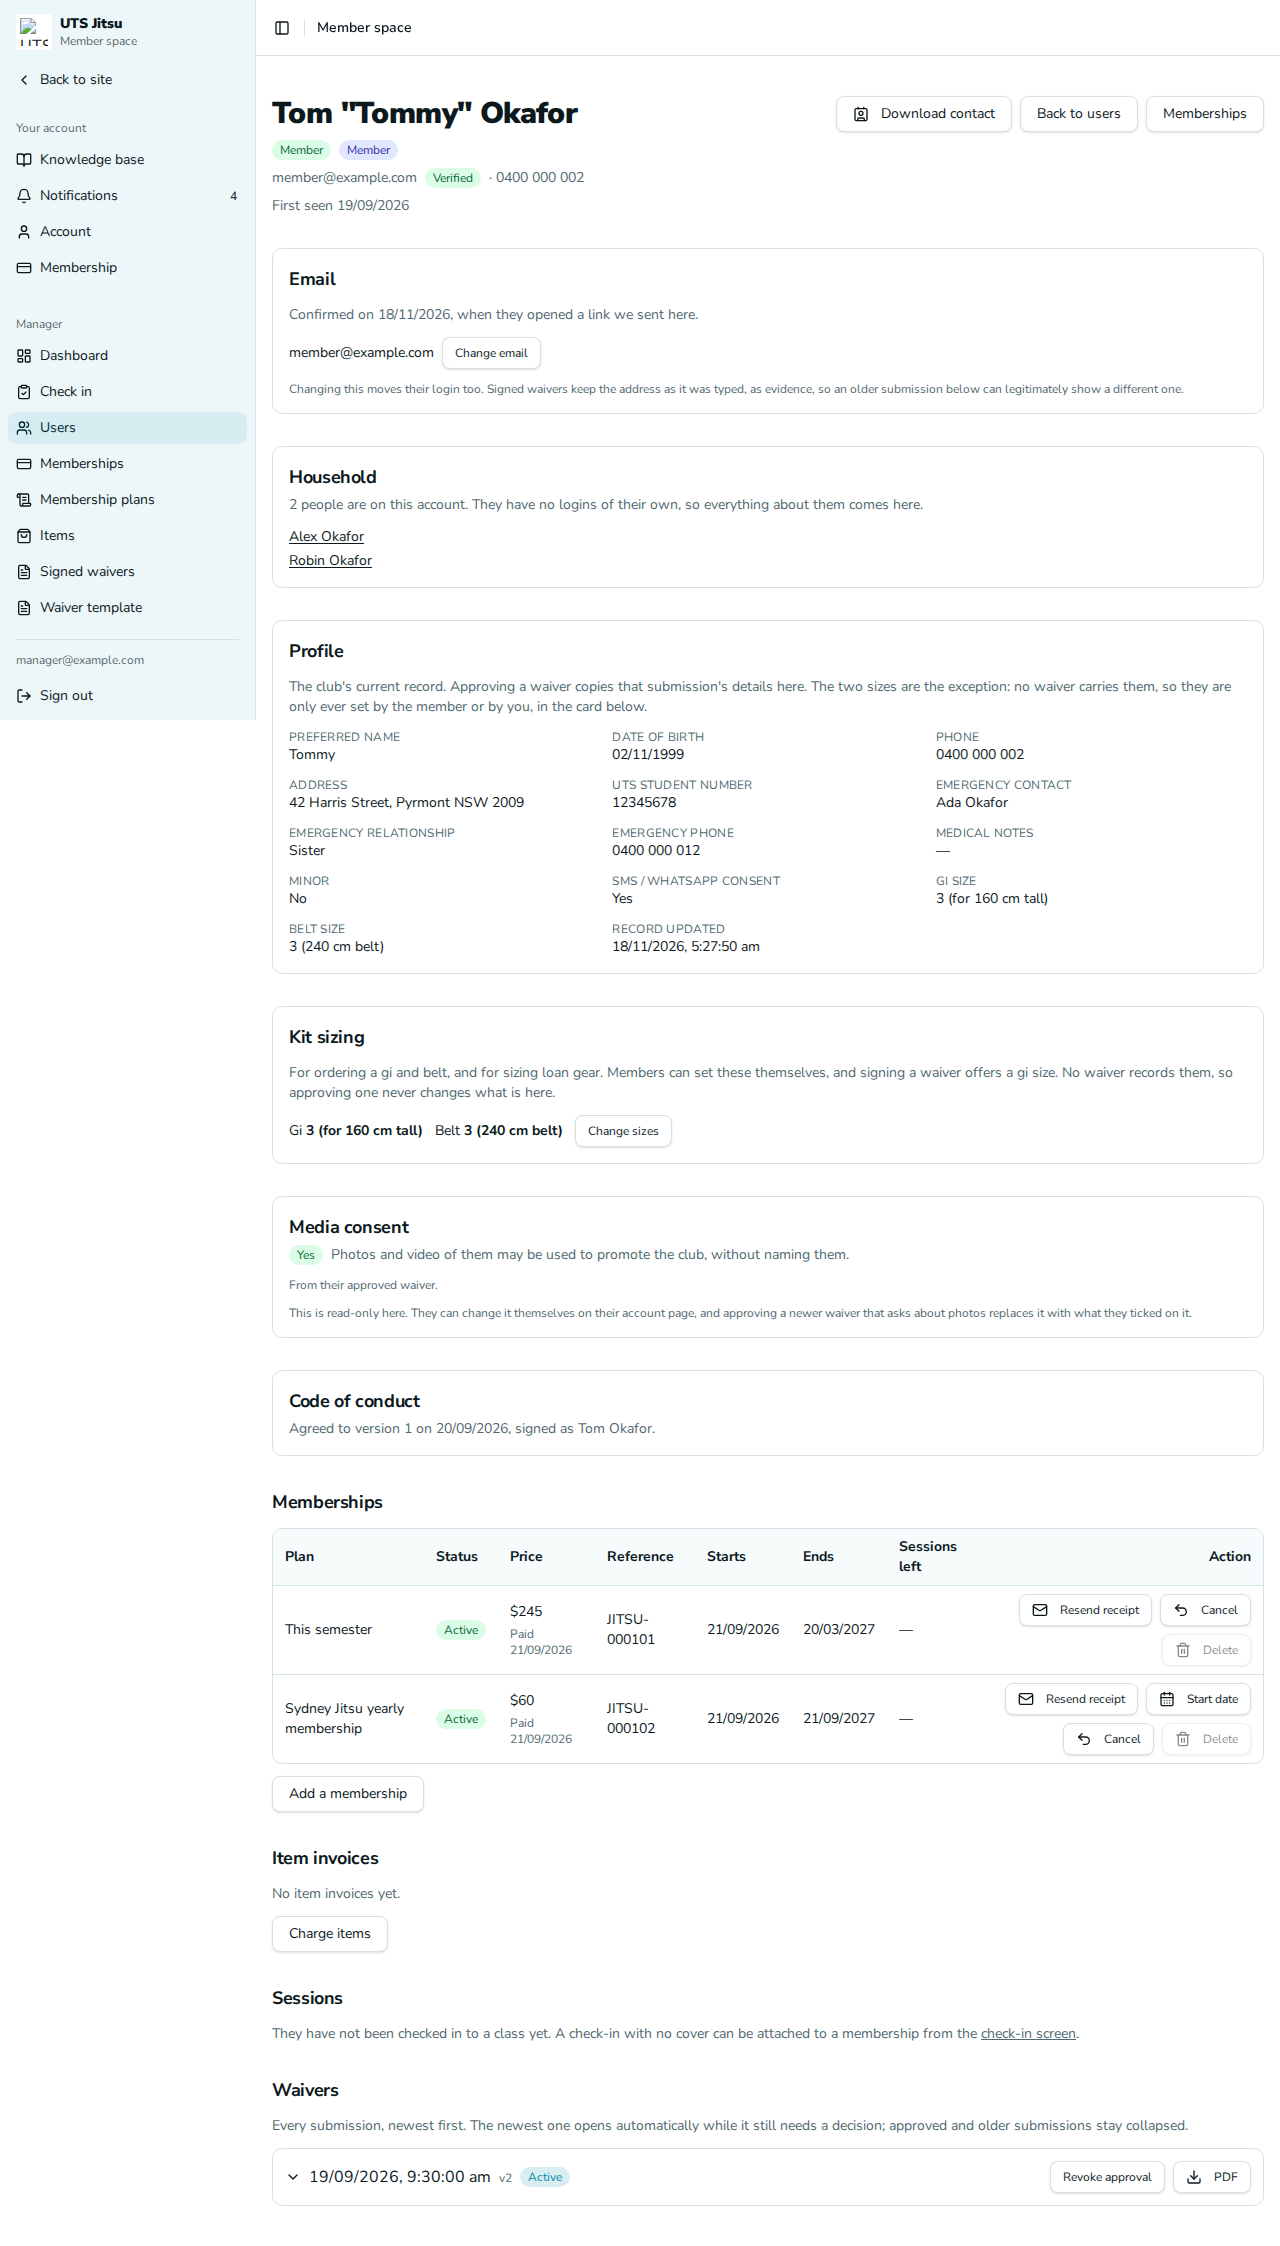 UTS Jitsu
Member space
Back to site
Your account
Knowledge base
Notifications 4
Account
Membership
Manager
Dashboard
Check in
Users
Memberships
Membership plans
Items
Signed waivers
Waiver template
manager@example.com
Sign out
Member space
Tom "Tommy" Okafor
Download contact Back to users Memberships
Member Member
member@example.com Verified · 0400 000 002
First seen 19/09/2026
Email
Confirmed on 18/11/2026, when they opened a link we sent here.
member@example.com Change email
Changing this moves their login too. Signed waivers keep the address as it was typed, as evidence, so an older submission below can legitimately show a different one.
Household
2 people are on this account. They have no logins of their own, so everything about them comes here.
Alex Okafor
Robin Okafor
Profile
The club's current record. Approving a waiver copies that submission's details here. The two sizes are the exception: no waiver carries them, so they are
only ever set by the member or by you, in the card below.
PREFERRED NAME DATE OF BIRTH PHONE
Tommy 02/11/1999 0400 000 002
ADDRESS UTS STUDENT NUMBER EMERGENCY CONTACT
42 Harris Street, Pyrmont NSW 2009 12345678 Ada Okafor
EMERGENCY RELATIONSHIP EMERGENCY PHONE MEDICAL NOTES
Sister 0400 000 012 —
MINOR SMS / WHATSAPP CONSENT GI SIZE
No Yes 3 (for 160 cm tall)
BELT SIZE RECORD UPDATED
3 (240 cm belt) 18/11/2026, 5:27:50 am
Kit sizing
For ordering a gi and belt, and for sizing loan gear. Members can set these themselves, and signing a waiver offers a gi size. No waiver records them, so
approving one never changes what is here.
Gi 3 (for 160 cm tall) Belt 3 (240 cm belt) Change sizes
Media consent
Yes Photos and video of them may be used to promote the club, without naming them.
From their approved waiver.
This is read-only here. They can change it themselves on their account page, and approving a newer waiver that asks about photos replaces it with what they ticked on it.
Code of conduct
Agreed to version 1 on 20/09/2026, signed as Tom Okafor.
Memberships
Plan Status Price Reference Starts Ends Sessions left Action
This semester Active $245 Paid 21/09/2026 JITSU-000101 21/09/2026 20/03/2027 — Resend receipt Cancel Delete
Sydney Jitsu yearly membership Active $60 Paid 21/09/2026 JITSU-000102 21/09/2026 21/09/2027 — Resend receipt Start date Cancel Delete
Add a membership
Item invoices
No item invoices yet.
Charge items
Sessions
They have not been checked in to a class yet. A check-in with no cover can be attached to a membership from the check-in screen.
Waivers
Every submission, newest first. The newest one opens automatically while it still needs a decision; approved and older submissions stay collapsed.
19/09/2026, 9:30:00 am v2 Active Revoke approval PDF